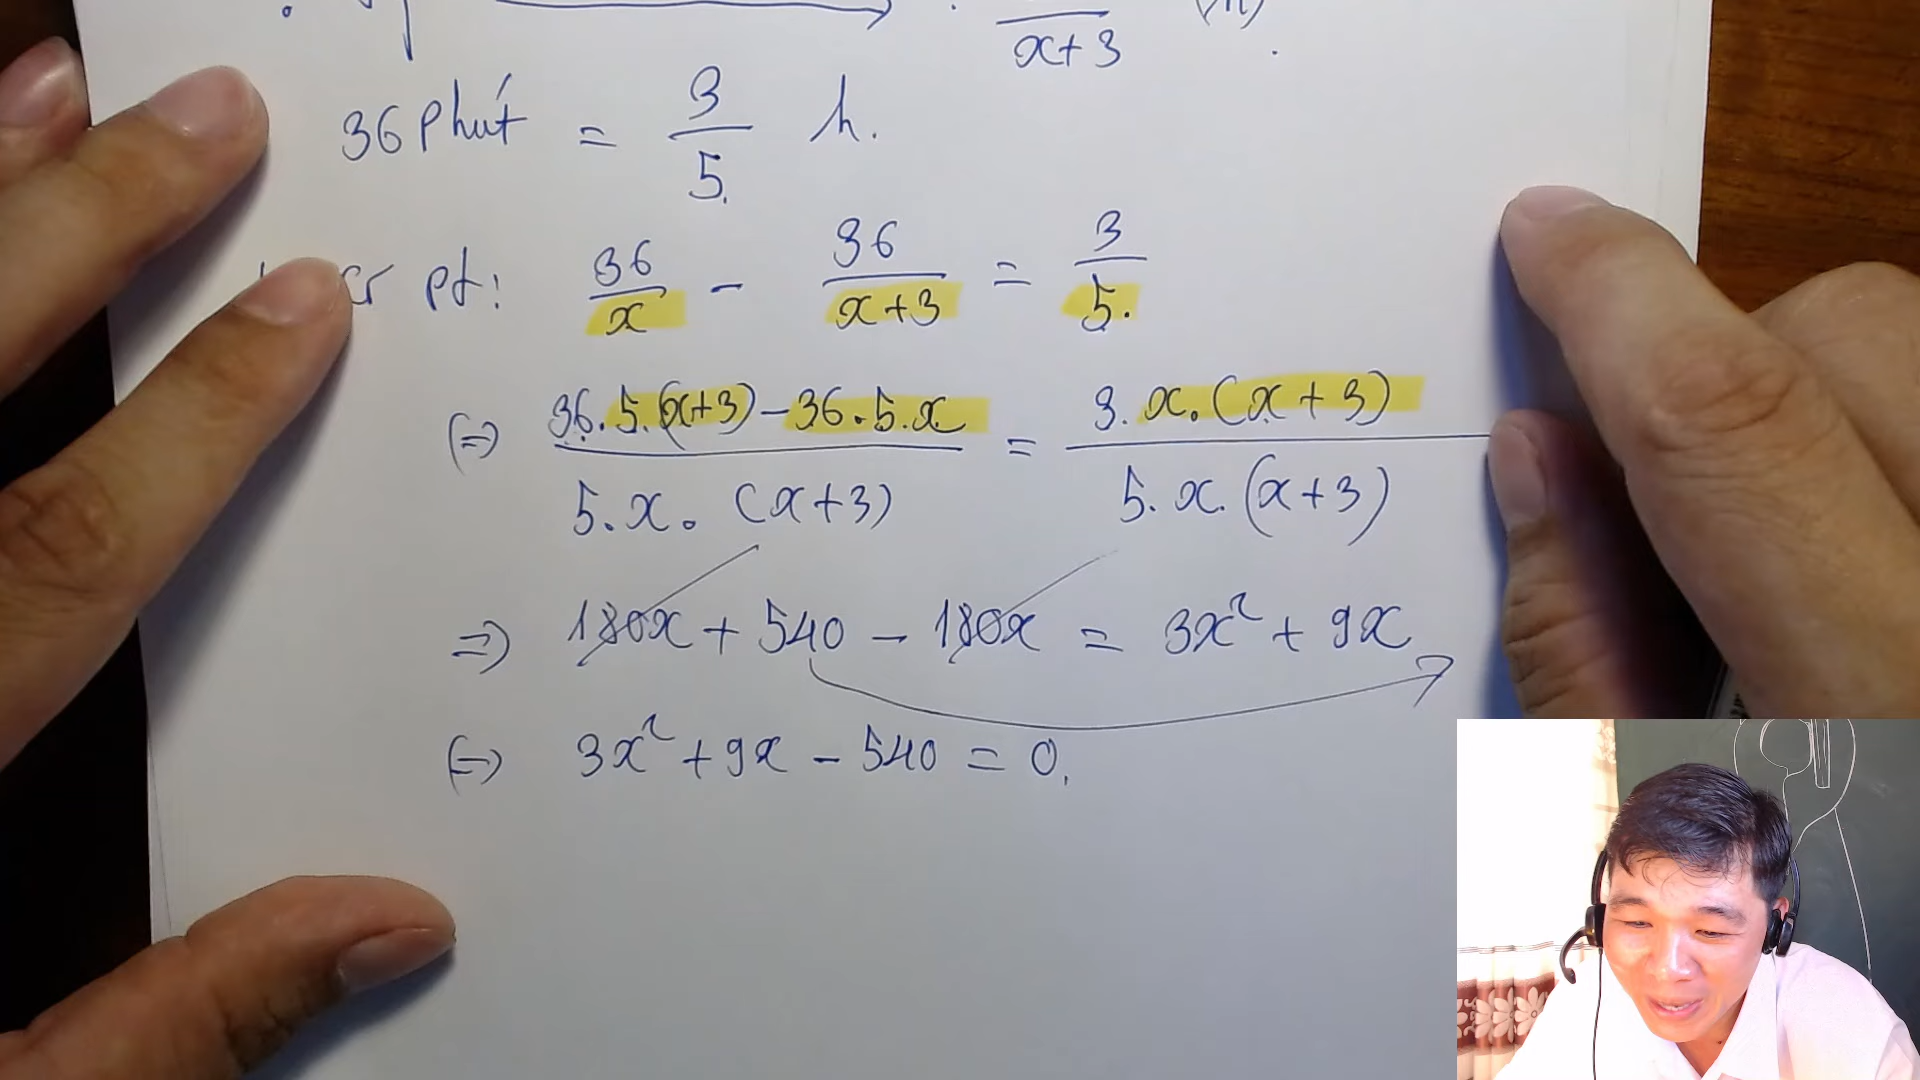 x+3
36 Phút = 3/5 h.
pt: 36/x - 36/(x+3) = 3/5.
(=) (36.5.(x+3) - 36.5.x)/(5.x.(x+3)) = (3.x.(x+3))/(5.x.(x+3))
=) 180x + 540 - 180x = 3x² + 9x
(=) 3x² + 9x - 540 = 0.